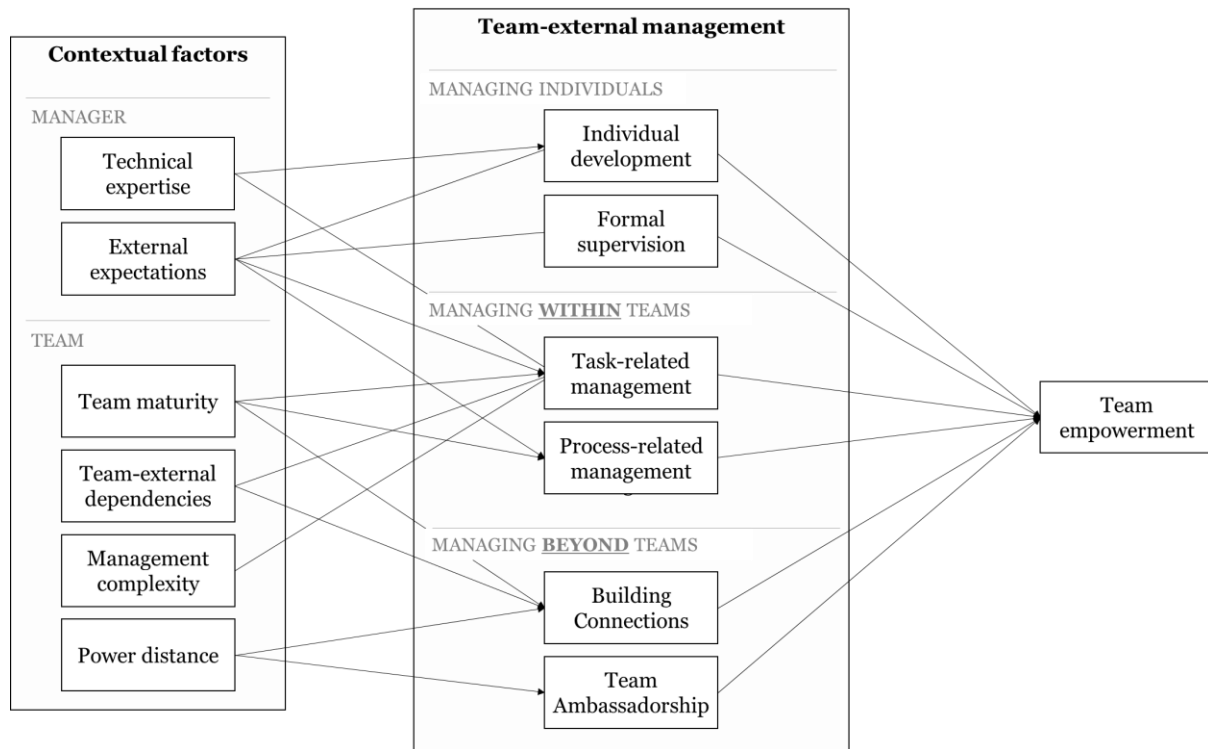 Contextual factors
MANAGER
Technical
expertise
External
expectations
TEAM
Team maturity
Team-external
dependencies
Management
complexity
Power distance
Team-external management
MANAGING INDIVIDUALS
Individual
development
Formal
supervision
MANAGING WITHIN TEAMS
Task-related
management
Process-related
management
MANAGING BEYOND TEAMS
Building
Connections
Team
Ambassadorship
Team
empowerment